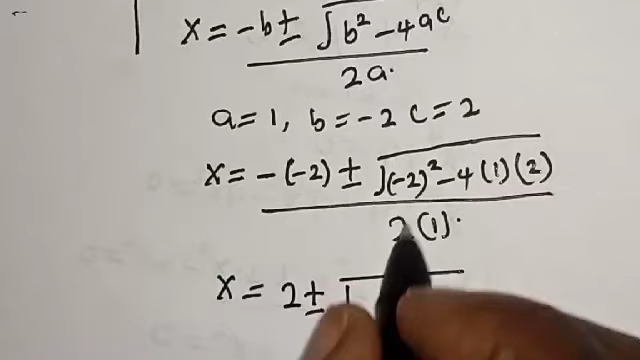 x = -b ± √b² - 4ac
2a.
a = 1, b = -2 c = 2
x = -(-2) ± √(-2)² - 4(1)(2)
2(1).
x = 2 ± √